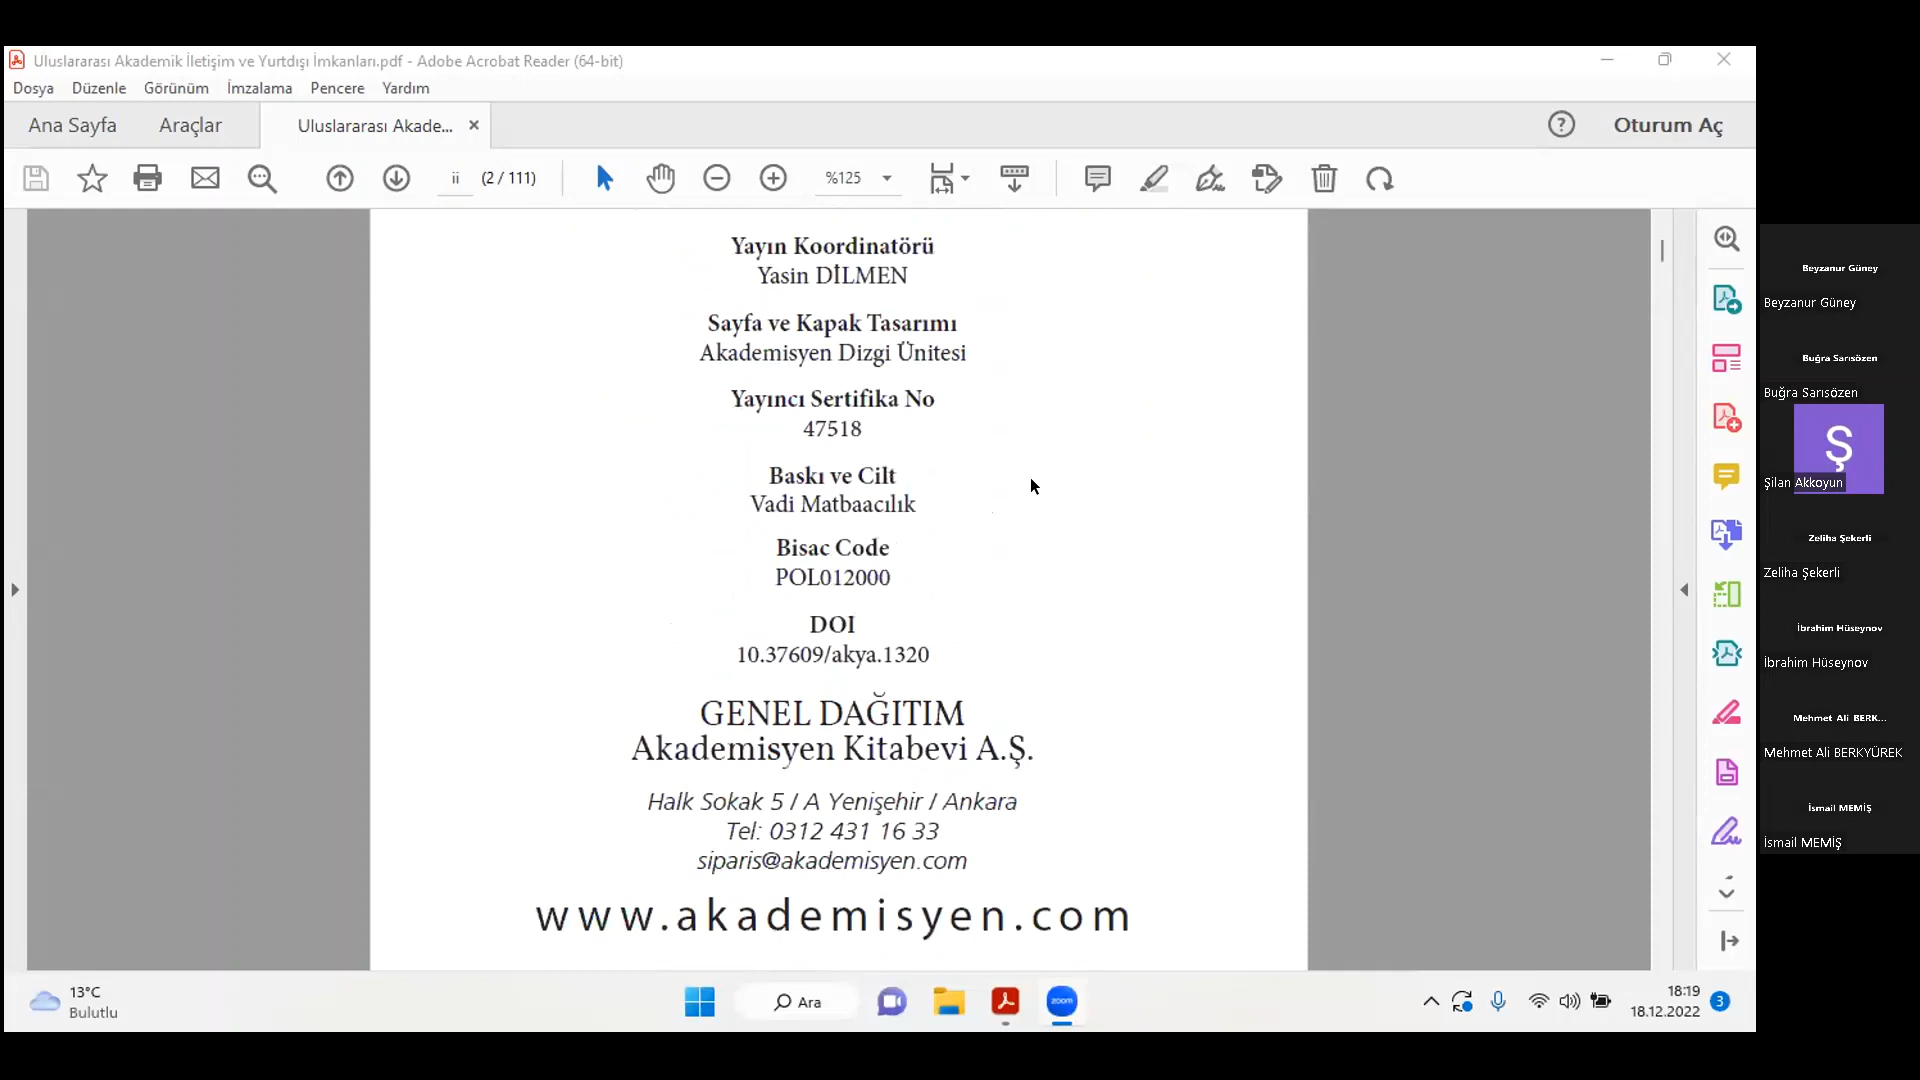 Uluslararası Akademik İletişim ve Yurtdışı İmkanları.pdf - Adobe Acrobat Reader (64-bit)
Dosya Düzenle Görünüm İmzalama Pencere Yardım
Ana Sayfa Araçlar Uluslararası Akade... Oturum Aç
ii (2 / 111) %125
Yayın Koordinatörü
Yasin DİLMEN
Sayfa ve Kapak Tasarımı
Akademisyen Dizgi Ünitesi
Yayıncı Sertifika No
47518
Baskı ve Cilt
Vadi Matbaacılık
Bisac Code
POL012000
DOI
10.37609/akya.1320
GENEL DAĞITIM
Akademisyen Kitabevi A.Ş.
Halk Sokak 5 / A Yenişehir / Ankara
Tel: 0312 431 16 33
siparis@akademisyen.com
www.akademisyen.com
Beyzanur Güney
Beyzanur Güney
Buğra Sarısözen
Buğra Sarısözen
Ş
Şilan Akkoyun
Zeliha Şekerli
Zeliha Şekerli
İbrahim Hüseynov
İbrahim Hüseynov
Mehmet Ali BERK...
Mehmet Ali BERKYÜREK
İsmail MEMİŞ
İsmail MEMİŞ
13°C
Bulutlu
Ara
zoom
18:19
18.12.2022
3